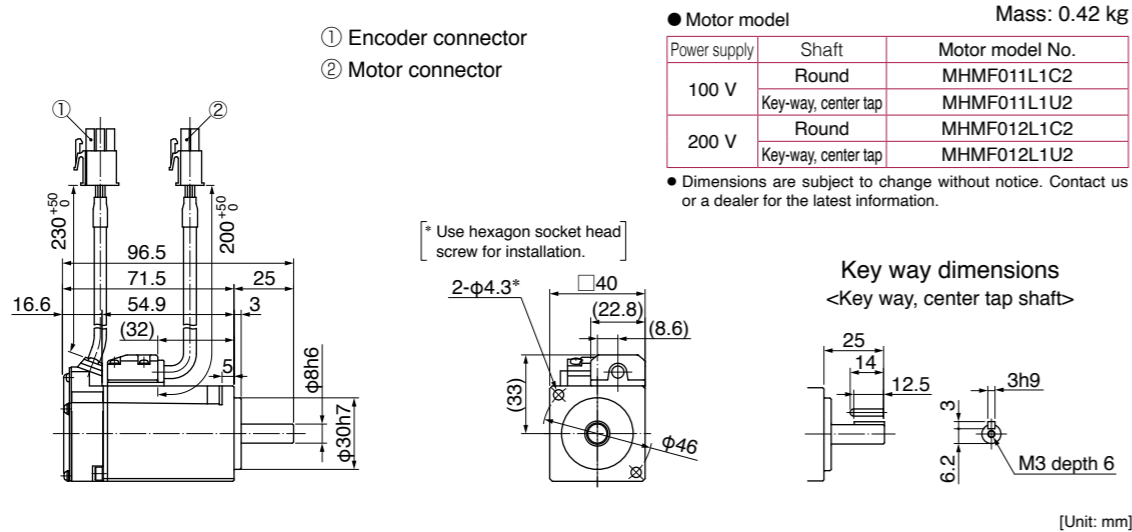 ① Encoder connector
② Motor connector
● Motor model
Mass: 0.42 kg
Power supply Shaft Motor model No.
100 V
Round MHMF011L1C2
Key-way, center tap MHMF011L1U2
200 V
Round MHMF012L1C2
Key-way, center tap MHMF012L1U2
● Dimensions are subject to change without notice. Contact us
or a dealer for the latest information.
① ②
230 +50 0
200 +50 0
96.5
71.5 25
16.6 54.9 3
(32)
5
φ8h6
φ30h7
* Use hexagon socket head
screw for installation.
2-φ4.3*
□40
(22.8)
(8.6)
(33)
φ46
Key way dimensions
<Key way, center tap shaft>
25
14
12.5
3h9
3
6.2
M3 depth 6
[Unit: mm]